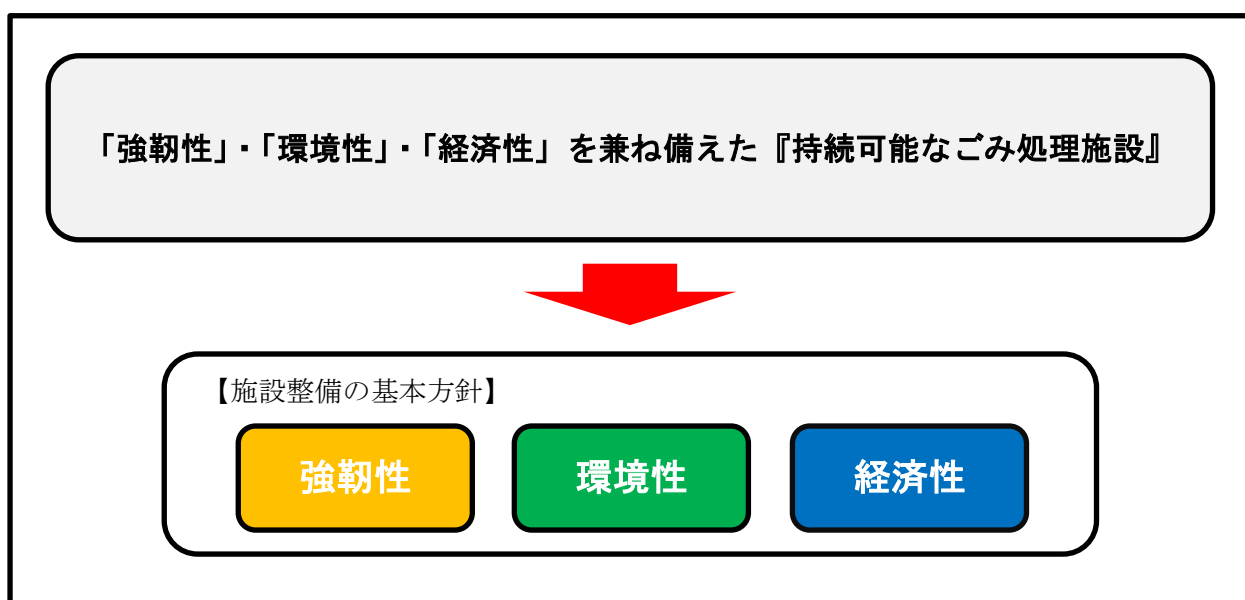 「強靭性」・「環境性」・「経済性」を兼ね備えた『持続可能なごみ処理施設』
【施設整備の基本方針】
強靭性
環境性
経済性